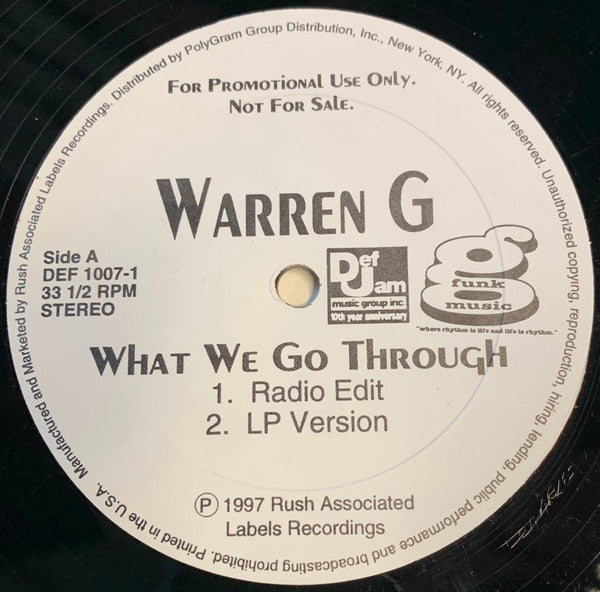 For Promotional Use Only.
Not For Sale.
Warren G
Side A
DEF 1007-1
33 1/2 RPM
STEREO
Def
Jam
music group inc.
10th year anniversary
g
funk
music
"where rhythm is life and life is rhythm."
What We Go Through
1. Radio Edit
2. LP Version
Ⓟ 1997 Rush Associated
Labels Recordings
Manufactured and Marketed by Rush Associated Labels Recordings. Distributed by PolyGram Group Distribution, Inc., New York, NY. All rights reserved. Unauthorized copying, reproduction, hiring, lending, public performance and broadcasting prohibited. Printed in the U.S.A.